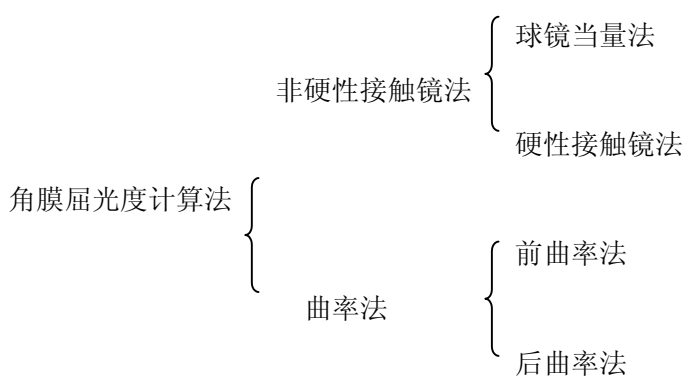 球镜当量法
非硬性接触镜法
硬性接触镜法
角膜屈光度计算法
前曲率法
曲率法
后曲率法